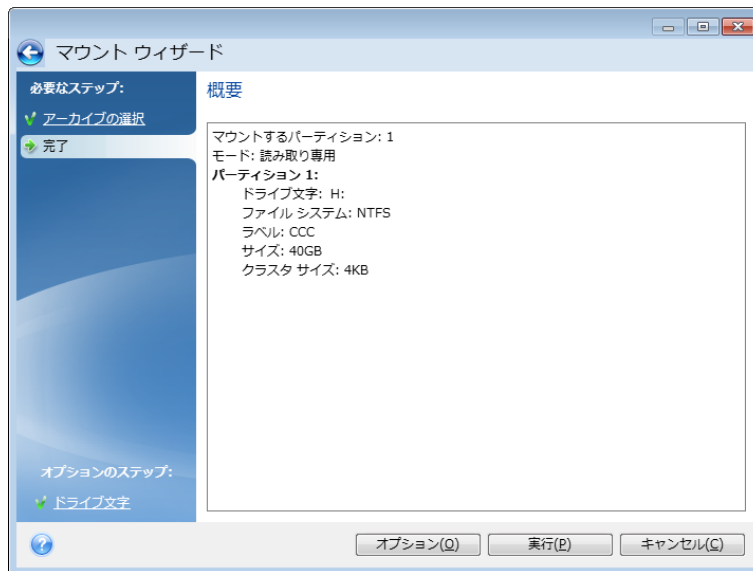 マウント ウィザード
必要なステップ:
アーカイブの選択
完了
オプションのステップ:
ドライブ文字
概要
マウントするパーティション: 1
モード: 読み取り専用
パーティション 1:
ドライブ文字: H:
ファイル システム: NTFS
ラベル: CCC
サイズ: 40GB
クラスタ サイズ: 4KB
オプション(O)
実行(P)
キャンセル(C)